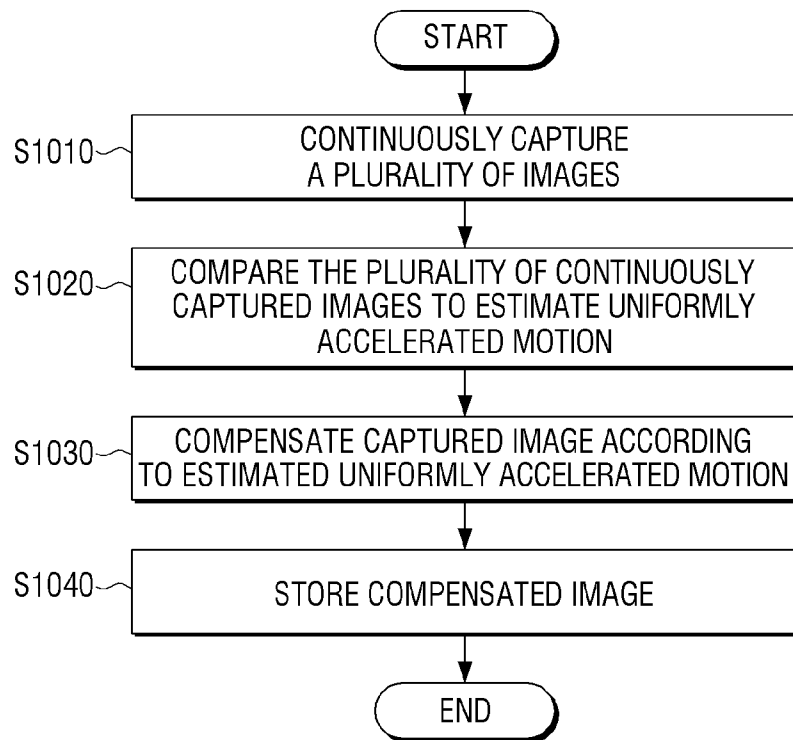 START
S1010
CONTINUOUSLY CAPTURE
A PLURALITY OF IMAGES
S1020
COMPARE THE PLURALITY OF CONTINUOUSLY
CAPTURED IMAGES TO ESTIMATE UNIFORMLY
ACCELERATED MOTION
S1030
COMPENSATE CAPTURED IMAGE ACCORDING
TO ESTIMATED UNIFORMLY ACCELERATED MOTION
S1040
STORE COMPENSATED IMAGE
END